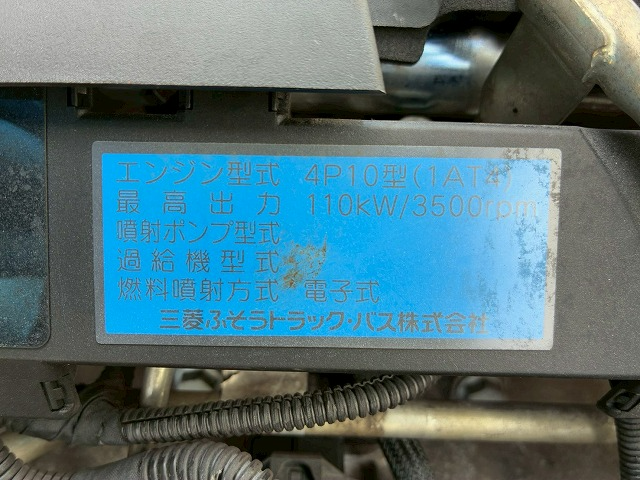 エンジン型式 4P10型(1AT4)
最高出力 110kW/3500rpm
噴射ポンプ型式
過給機型式
燃料噴射方式 電子式
三菱ふそうトラック・バス株式会社